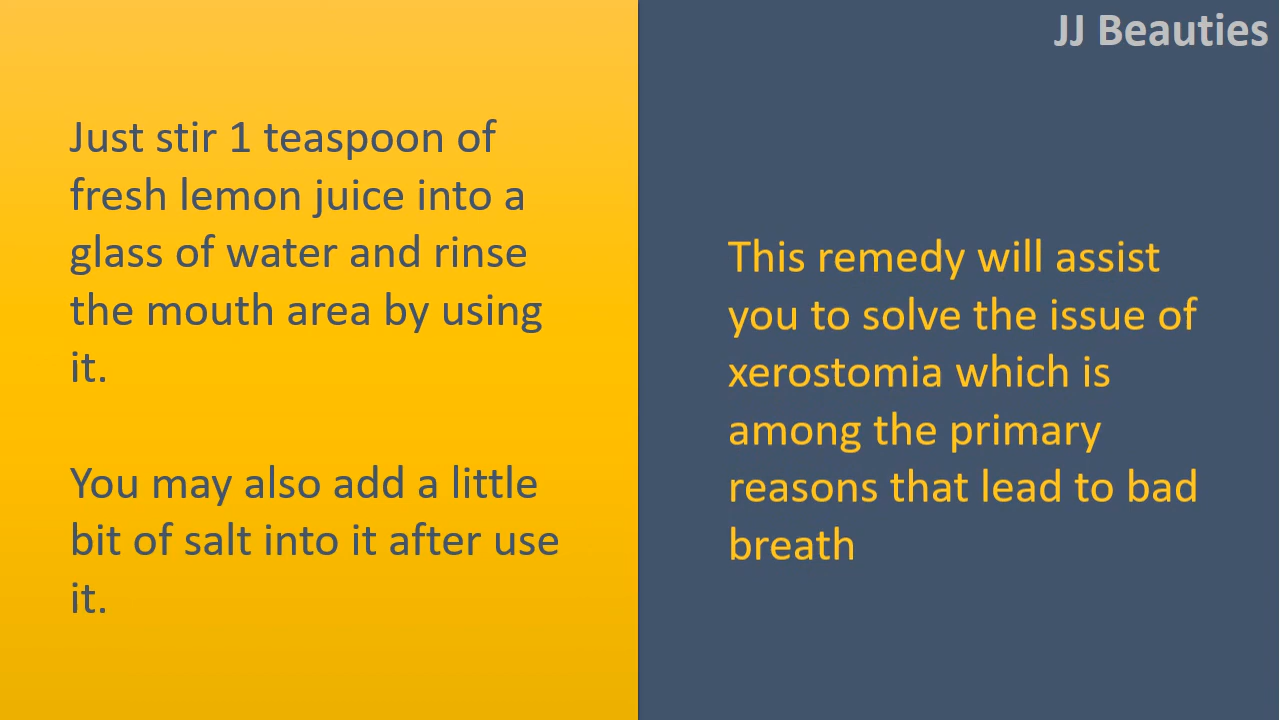 JJ Beauties
Just stir 1 teaspoon of
fresh lemon juice into a
glass of water and rinse
the mouth area by using
it.
You may also add a little
bit of salt into it after use
it.
This remedy will assist
you to solve the issue of
xerostomia which is
among the primary
reasons that lead to bad
breath